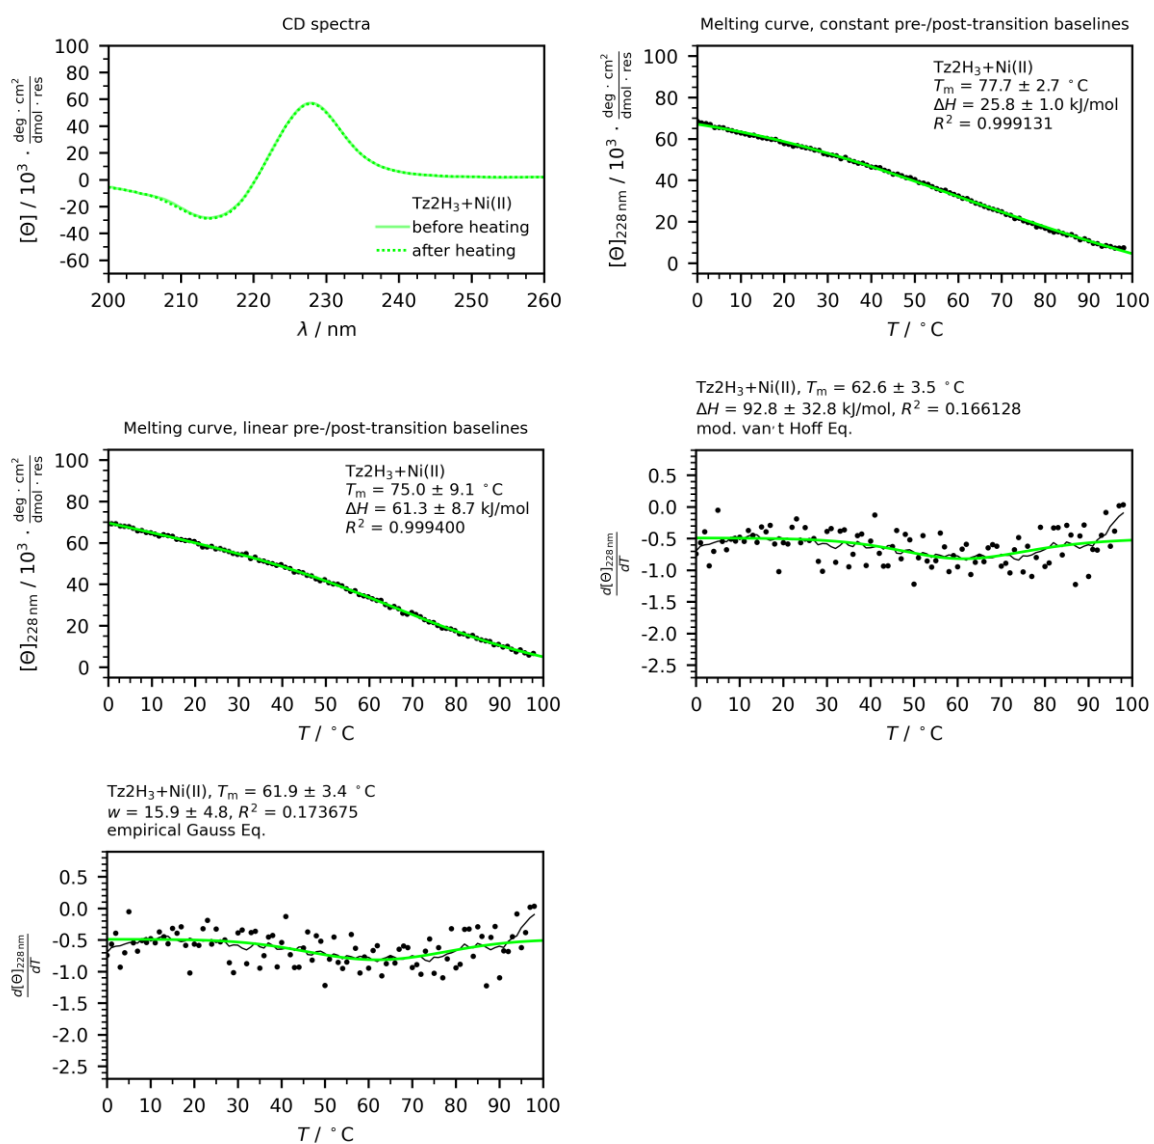 CD spectra
100
80
60
40
20
0
-20
-40
-60
[Θ] / 10³ · deg · cm² / dmol · res
Tz2H₃+Ni(II)
before heating
after heating
200 210 220 230 240 250 260
λ / nm
Melting curve, constant pre-/post-transition baselines
100
80
60
40
20
0
[Θ]₂₂₈ ₙₘ / 10³ · deg · cm² / dmol · res
Tz2H₃+Ni(II)
Tₘ = 77.7 ± 2.7 °C
ΔH = 25.8 ± 1.0 kJ/mol
R² = 0.999131
0 10 20 30 40 50 60 70 80 90 100
T / °C
Melting curve, linear pre-/post-transition baselines
100
80
60
40
20
0
[Θ]₂₂₈ ₙₘ / 10³ · deg · cm² / dmol · res
Tz2H₃+Ni(II)
Tₘ = 75.0 ± 9.1 °C
ΔH = 61.3 ± 8.7 kJ/mol
R² = 0.999400
0 10 20 30 40 50 60 70 80 90 100
T / °C
Tz2H₃+Ni(II), Tₘ = 62.6 ± 3.5 °C
ΔH = 92.8 ± 32.8 kJ/mol, R² = 0.166128
mod. van't Hoff Eq.
0.5
0.0
-0.5
-1.0
-1.5
-2.0
-2.5
d[Θ]₂₂₈ ₙₘ / dT
0 10 20 30 40 50 60 70 80 90 100
T / °C
Tz2H₃+Ni(II), Tₘ = 61.9 ± 3.4 °C
w = 15.9 ± 4.8, R² = 0.173675
empirical Gauss Eq.
0.5
0.0
-0.5
-1.0
-1.5
-2.0
-2.5
d[Θ]₂₂₈ ₙₘ / dT
0 10 20 30 40 50 60 70 80 90 100
T / °C